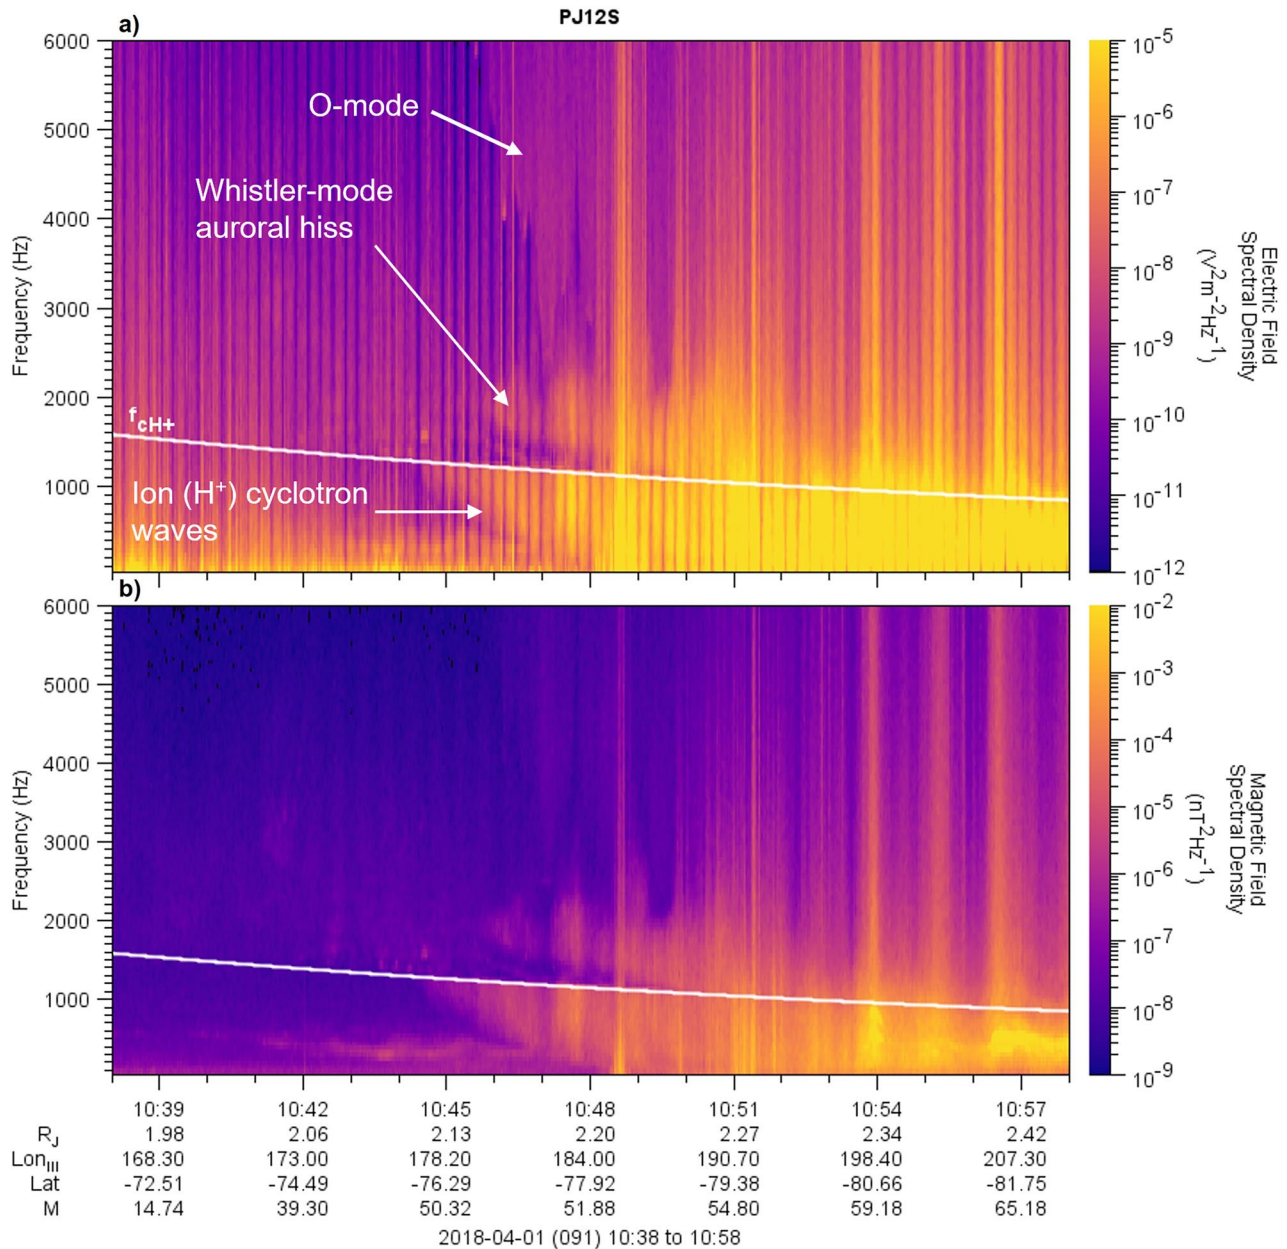 PJ12S
a)
6000
5000
4000
3000
2000
1000
Frequency (Hz)
O-mode
Whistler-mode
auroral hiss
fcH+
Ion (H+) cyclotron
waves
10-5
10-6
10-7
10-8
10-9
10-10
10-11
10-12
Electric Field
Spectral Density
(V2m-2Hz-1)
b)
6000
5000
4000
3000
2000
1000
Frequency (Hz)
10-2
10-3
10-4
10-5
10-6
10-7
10-8
10-9
Magnetic Field
Spectral Density
(nT2Hz-1)
10:39 10:42 10:45 10:48 10:51 10:54 10:57
RJ 1.98 2.06 2.13 2.20 2.27 2.34 2.42
LonIII 168.30 173.00 178.20 184.00 190.70 198.40 207.30
Lat -72.51 -74.49 -76.29 -77.92 -79.38 -80.66 -81.75
M 14.74 39.30 50.32 51.88 54.80 59.18 65.18
2018-04-01 (091) 10:38 to 10:58